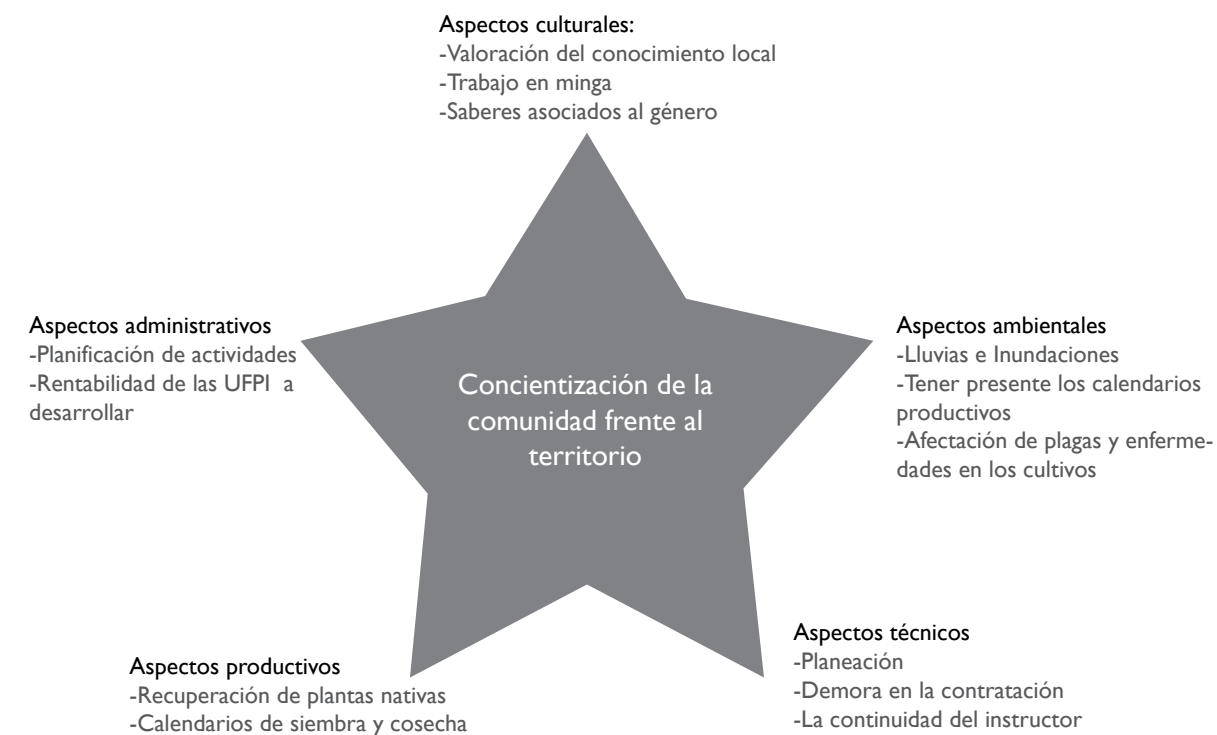 Aspectos culturales:
-Valoración del conocimiento local
-Trabajo en minga
-Saberes asociados al género
Aspectos administrativos
-Planificación de actividades
-Rentabilidad de las UFPI  a
desarrollar
Concientización de la
comunidad frente al
territorio
Aspectos ambientales
-Lluvias e Inundaciones
-Tener presente los calendarios
productivos
-Afectación de plagas y enferme-
dades en los cultivos
Aspectos productivos
-Recuperación de plantas nativas
-Calendarios de siembra y cosecha
Aspectos técnicos
-Planeación
-Demora en la contratación
-La continuidad del instructor